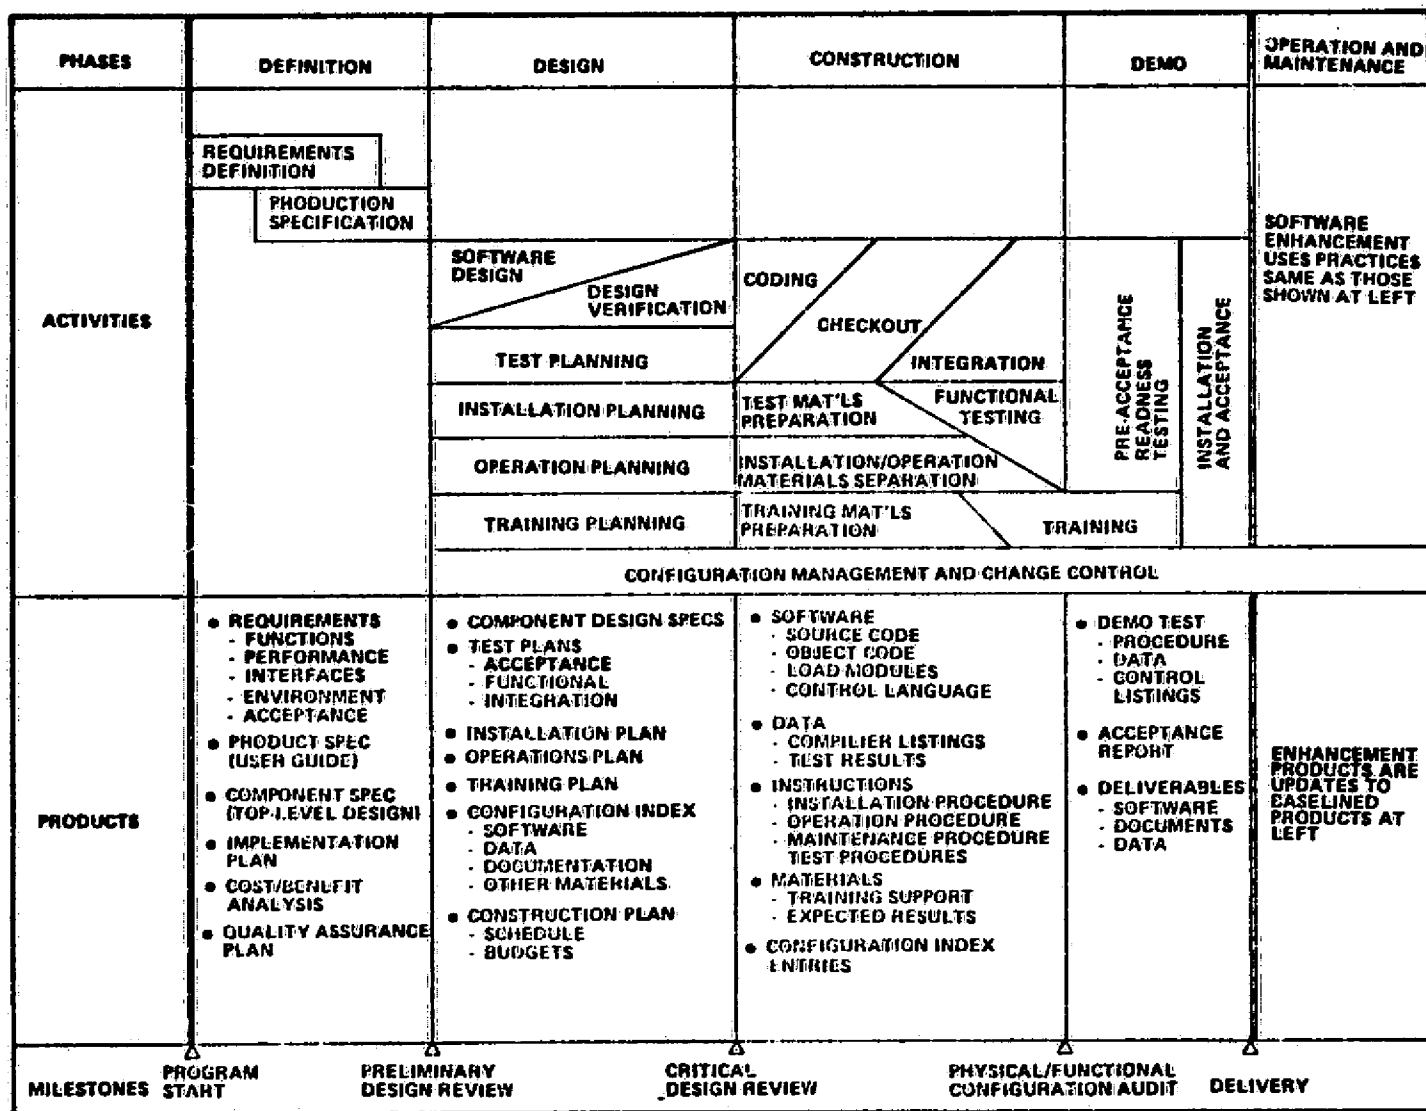 PHASES
DEFINITION
DESIGN
CONSTRUCTION
DEMO
OPERATION AND
MAINTENANCE
ACTIVITIES
REQUIREMENTS
DEFINITION
PRODUCTION
SPECIFICATION
SOFTWARE
DESIGN
DESIGN
VERIFICATION
TEST PLANNING
INSTALLATION PLANNING
OPERATION PLANNING
TRAINING PLANNING
CODING
CHECKOUT
INTEGRATION
TEST MAT'LS
PREPARATION
FUNCTIONAL
TESTING
INSTALLATION/OPERATION
MATERIALS SEPARATION
TRAINING MAT'LS
PREPARATION
TRAINING
PRE-ACCEPTANCE
READNESS
TESTING
INSTALLATION
AND ACCEPTANCE
SOFTWARE
ENHANCEMENT
USES PRACTICES
SAME AS THOSE
SHOWN AT LEFT
CONFIGURATION MANAGEMENT AND CHANGE CONTROL
PRODUCTS
● REQUIREMENTS
- FUNCTIONS
- PERFORMANCE
- INTERFACES
- ENVIRONMENT
- ACCEPTANCE
● PRODUCT SPEC
(USER GUIDE)
● COMPONENT SPEC
(TOP-LEVEL DESIGN)
● IMPLEMENTATION
PLAN
● COST/BENEFIT
ANALYSIS
● QUALITY ASSURANCE
PLAN
● COMPONENT DESIGN SPECS
● TEST PLANS
- ACCEPTANCE
- FUNCTIONAL
- INTEGRATION
● INSTALLATION PLAN
● OPERATIONS PLAN
● TRAINING PLAN
● CONFIGURATION INDEX
- SOFTWARE
- DATA
- DOCUMENTATION
- OTHER MATERIALS
● CONSTRUCTION PLAN
- SCHEDULE
- BUDGETS
● SOFTWARE
- SOURCE CODE
- OBJECT CODE
- LOAD MODULES
- CONTROL LANGUAGE
● DATA
- COMPILIER LISTINGS
- TEST RESULTS
● INSTRUCTIONS
- INSTALLATION PROCEDURE
- OPERATION PROCEDURE
- MAINTENANCE PROCEDURE
TEST PROCEDURES
● MATERIALS
- TRAINING SUPPORT
- EXPECTED RESULTS
● CONFIGURATION INDEX
ENTRIES
● DEMO TEST
- PROCEDURE
- DATA
- CONTROL
LISTINGS
● ACCEPTANCE
REPORT
● DELIVERABLES
- SOFTWARE
- DOCUMENTS
- DATA
ENHANCEMENT
PRODUCTS ARE
UPDATES TO
CASELINED
PRODUCTS AT
LEFT
MILESTONES
PROGRAM
START
PRELIMINARY
DESIGN REVIEW
CRITICAL
DESIGN REVIEW
PHYSICAL/FUNCTIONAL
CONFIGURATION AUDIT
DELIVERY